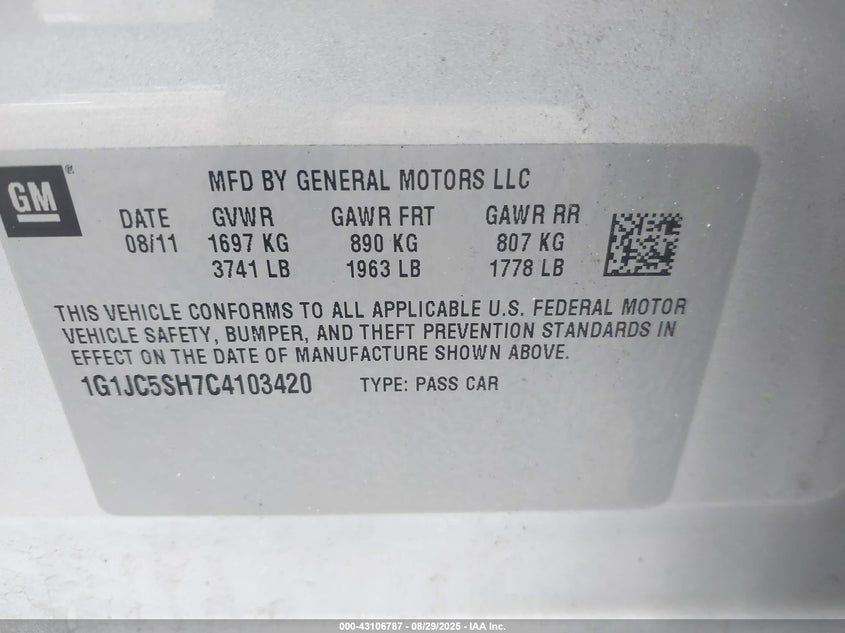 GM®
MFD BY GENERAL MOTORS LLC
DATE GVWR GAWR FRT GAWR RR
08/11 1697 KG 890 KG 807 KG
3741 LB 1963 LB 1778 LB
THIS VEHICLE CONFORMS TO ALL APPLICABLE U.S. FEDERAL MOTOR
VEHICLE SAFETY, BUMPER, AND THEFT PREVENTION STANDARDS IN
EFFECT ON THE DATE OF MANUFACTURE SHOWN ABOVE.
1G1JC5SH7C4103420 TYPE: PASS CAR
000-43106787 - 08/29/2025 - IAA Inc.